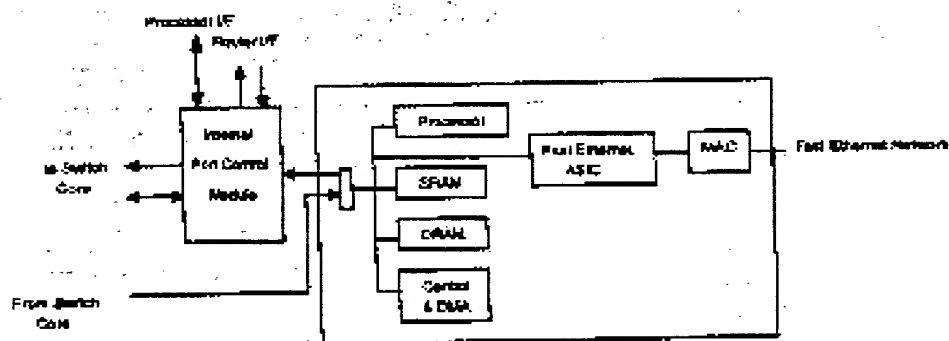 Processor I/F
Router I/F
Internal
Port Control
Module
to Switch
Core
From Switch
Core
Processor
SRAM
DRAM
Control
& DMA
Fast Ethernet
ASIC
MAC
Fast Ethernet Network